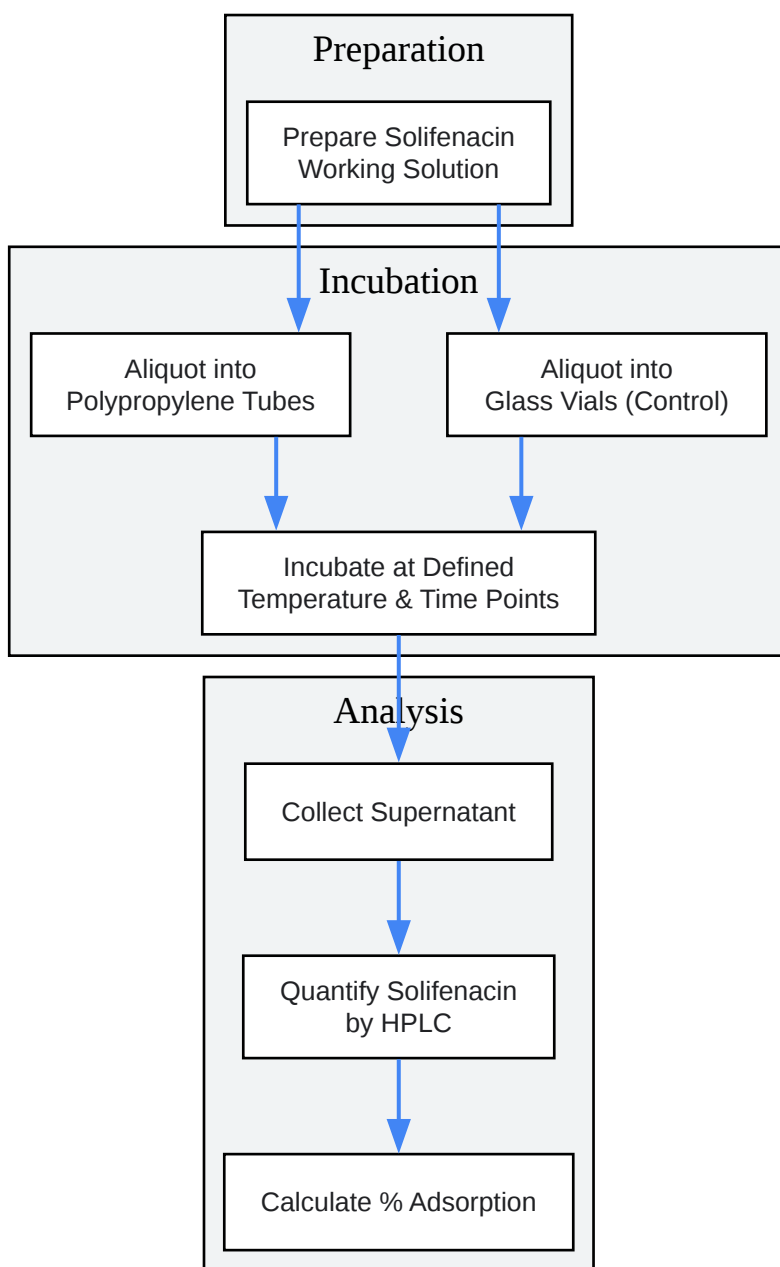 Preparation
Prepare Solifenacin
Working Solution
Incubation
Aliquot into
Polypropylene Tubes
Aliquot into
Glass Vials (Control)
Incubate at Defined
Temperature & Time Points
Analysis
Collect Supernatant
Quantify Solifenacin
by HPLC
Calculate % Adsorption